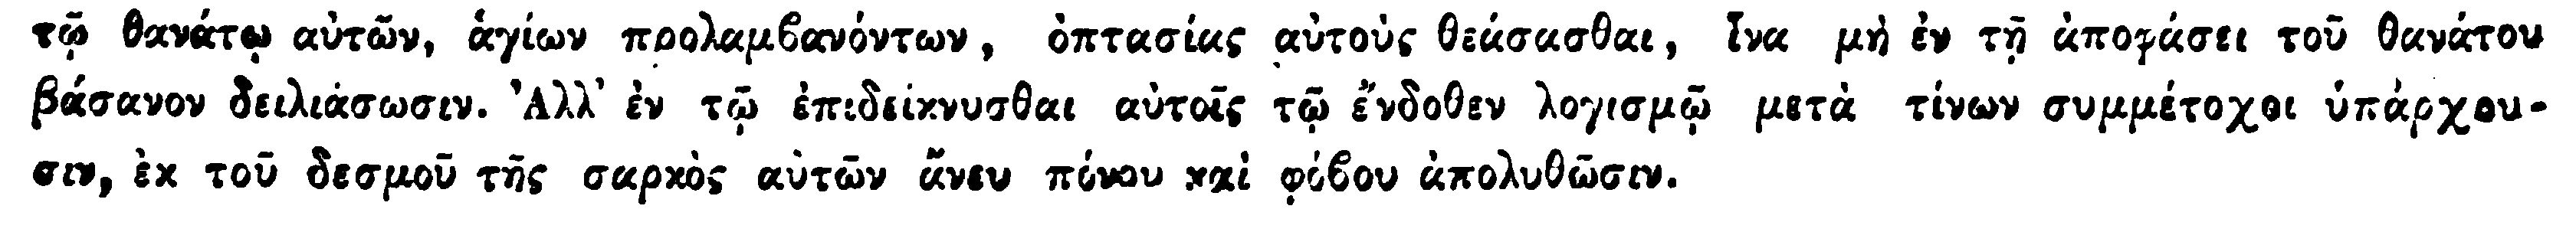 τῷ θανάτῳ αὐτῶν, ἁγίων προλαμβανόντων, ὀπτασίας αὐτοὺς θεάσασθαι, ἵνα μὴ ἐν τῇ ἀποφάσει τοῦ θανάτου
βάσανον δειλιάσωσιν. Ἀλλ' ἐν τῷ ἐπιδείκνυσθαι αὐτοῖς τῷ ἔνδοθεν λογισμῷ μετὰ τίνων συμμέτοχοι ὑπάρχου-
σιν, ἐκ τοῦ δεσμοῦ τῆς σαρκὸς αὐτῶν ἄνευ πόνου καὶ φόβου ἀπολυθῶσιν.